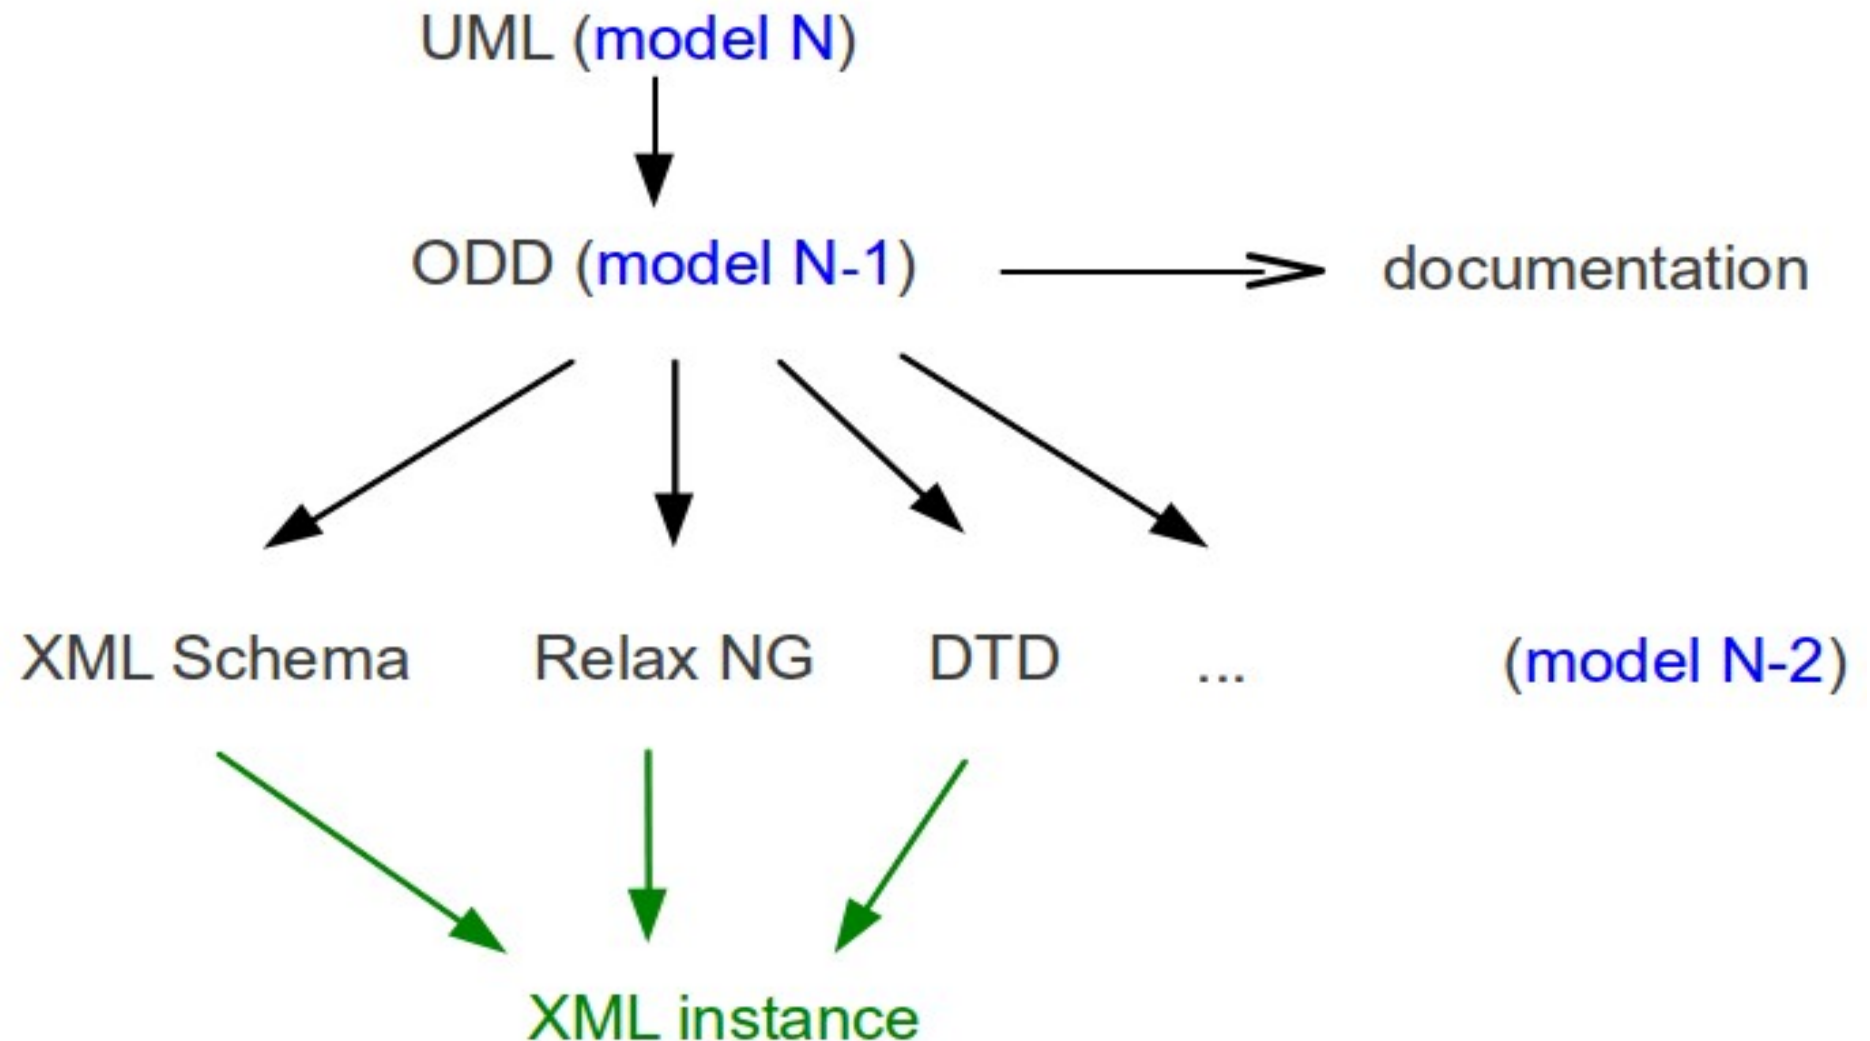 UML (model N)
ODD (model N-1)
documentation
XML Schema
Relax NG
DTD
...
(model N-2)
XML instance